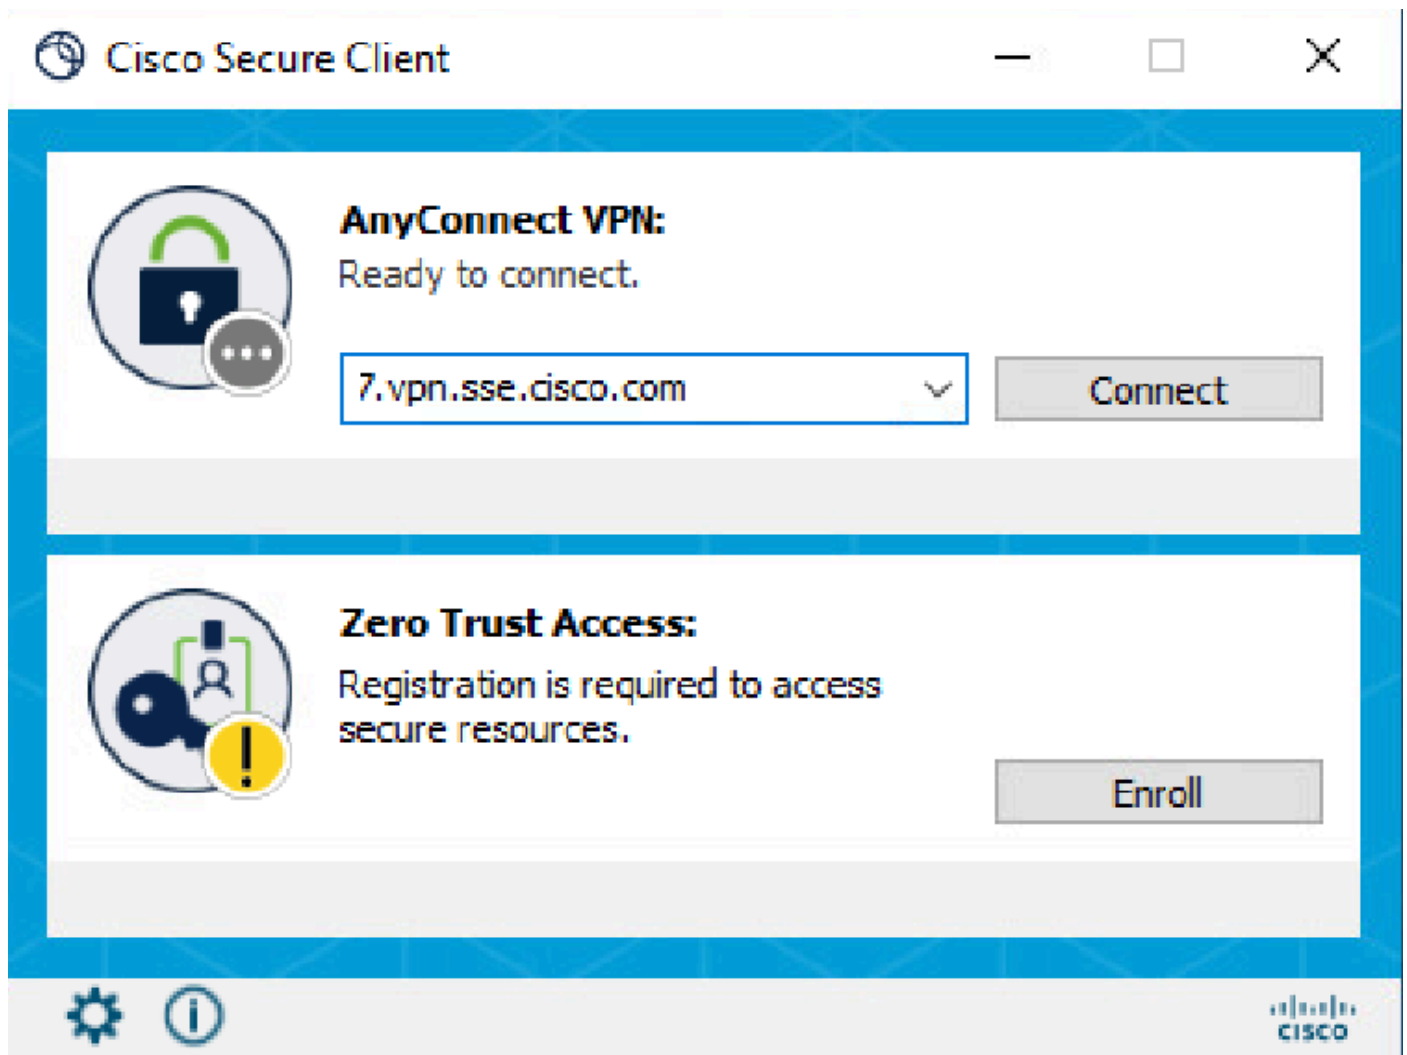 Cisco Secure Client
AnyConnect VPN:
Ready to connect.
7.vpn.sse.cisco.com
Connect
Zero Trust Access:
Registration is required to access
secure resources.
Enroll
CISCO